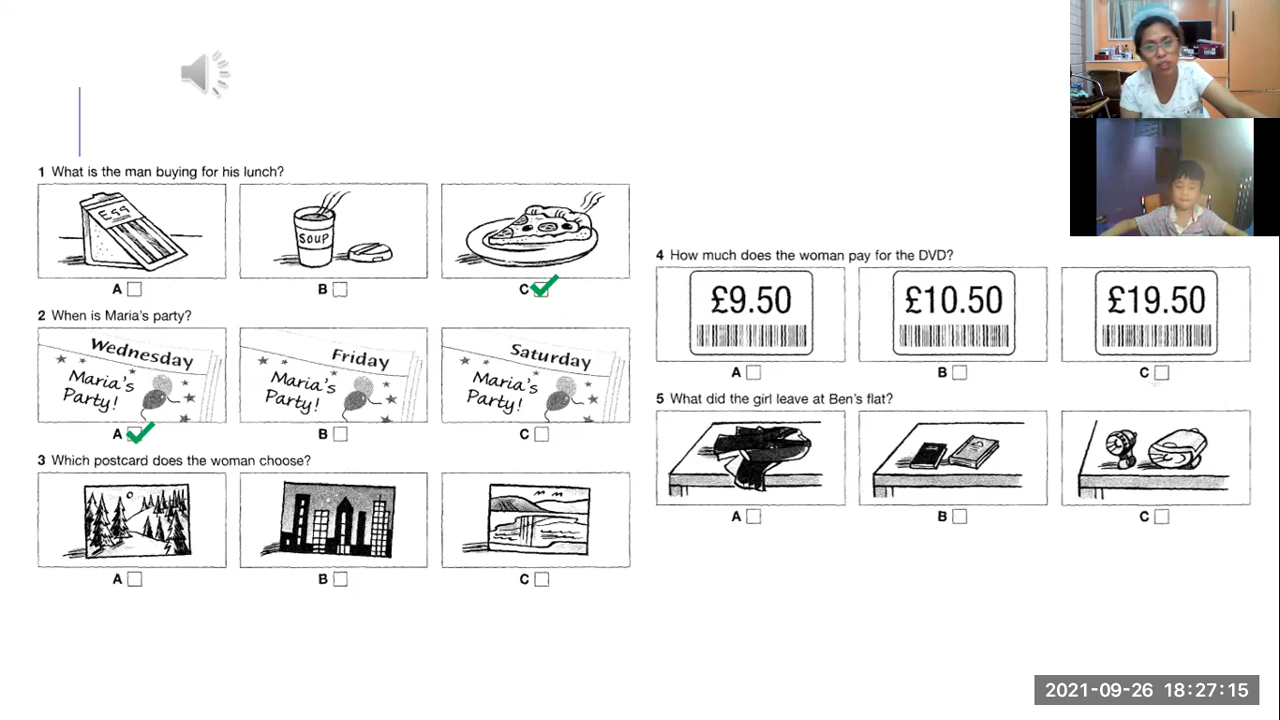 1 What is the man buying for his lunch?
Egg
SOUP
A
B
C
2 When is Maria's party?
Wednesday
Maria's
Party!
Friday
Maria's
Party!
Saturday
Maria's
Party!
A
B
C
3 Which postcard does the woman choose?
A
B
C
4 How much does the woman pay for the DVD?
£9.50
£10.50
£19.50
A
B
C
5 What did the girl leave at Ben's flat?
A
B
C
2021-09-26 18:27:15